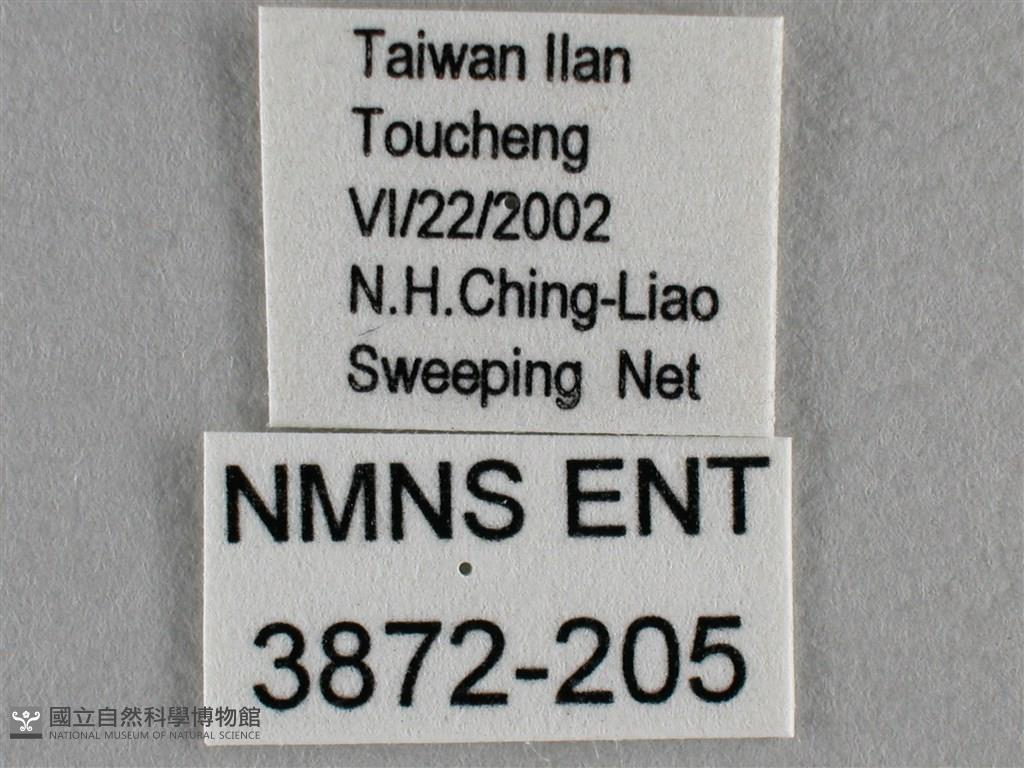 Taiwan Ilan
Toucheng
VI/22/2002
N.H.Ching-Liao
Sweeping Net
NMNS ENT
3872-205
國立自然科學博物館
NATIONAL MUSEUM OF NATURAL SCIENCE